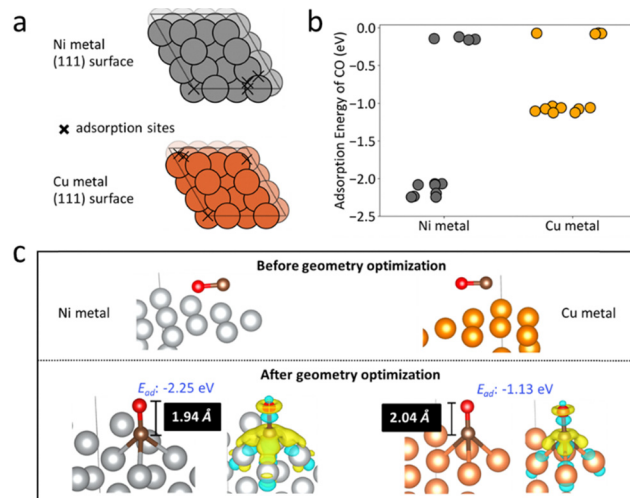 a
Ni metal
(111) surface
× adsorption sites
Cu metal
(111) surface
b
Adsorption Energy of CO (eV)
0.0
−0.5
−1.0
−1.5
−2.0
−2.5
Ni metal
Cu metal
c
Before geometry optimization
Ni metal
Cu metal
After geometry optimization
Ead: -2.25 eV
1.94 Å
Ead: -1.13 eV
2.04 Å